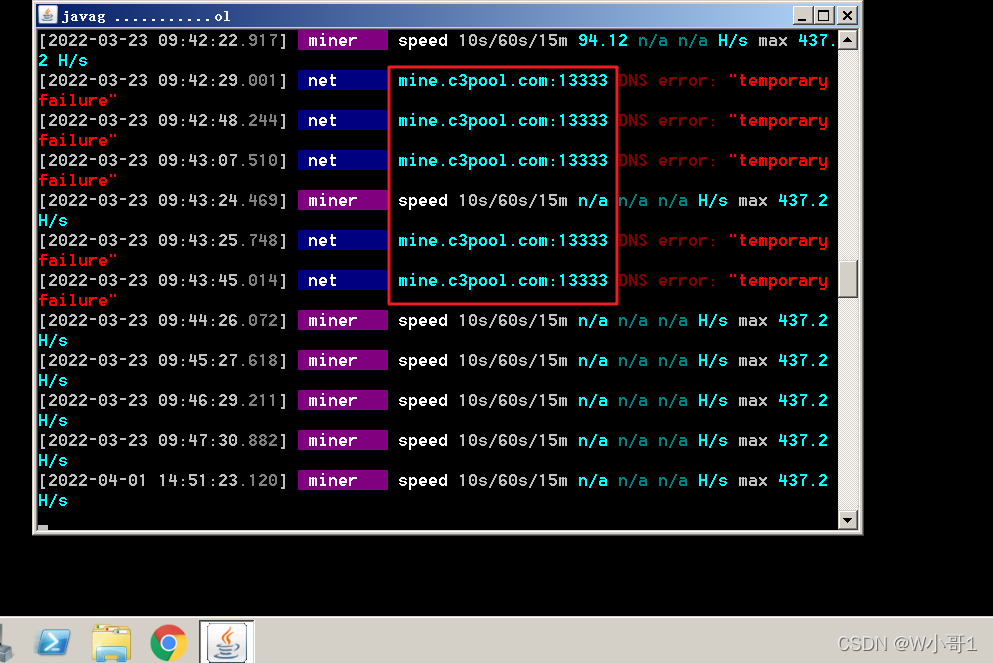 javag ...........ol
[2022-03-23 09:42:22.917] miner speed 10s/60s/15m 94.12 n/a n/a H/s max 437.
2 H/s
[2022-03-23 09:42:29.001] net mine.c3pool.com:13333 DNS error: "temporary
failure"
[2022-03-23 09:42:48.244] net mine.c3pool.com:13333 DNS error: "temporary
failure"
[2022-03-23 09:43:07.510] net mine.c3pool.com:13333 DNS error: "temporary
failure"
[2022-03-23 09:43:24.469] miner speed 10s/60s/15m n/a n/a n/a H/s max 437.2
H/s
[2022-03-23 09:43:25.748] net mine.c3pool.com:13333 DNS error: "temporary
failure"
[2022-03-23 09:43:45.014] net mine.c3pool.com:13333 DNS error: "temporary
failure"
[2022-03-23 09:44:26.072] miner speed 10s/60s/15m n/a n/a n/a H/s max 437.2
H/s
[2022-03-23 09:45:27.618] miner speed 10s/60s/15m n/a n/a n/a H/s max 437.2
H/s
[2022-03-23 09:46:29.211] miner speed 10s/60s/15m n/a n/a n/a H/s max 437.2
H/s
[2022-03-23 09:47:30.882] miner speed 10s/60s/15m n/a n/a n/a H/s max 437.2
H/s
[2022-04-01 14:51:23.120] miner speed 10s/60s/15m n/a n/a n/a H/s max 437.2
H/s
CSDN @W小哥1